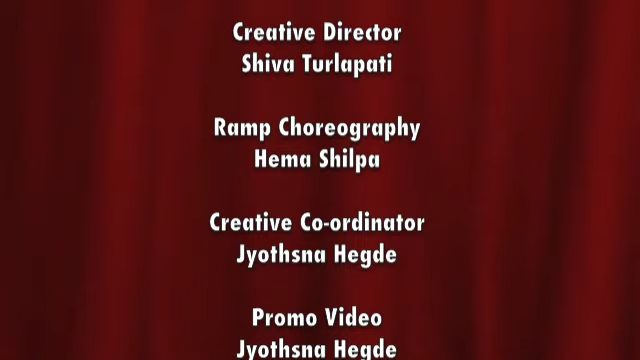 Creative Director
Shiva Turlapati
Ramp Choreography
Hema Shilpa
Creative Co-ordinator
Jyothsna Hegde
Promo Video
Jyothsna Hegde